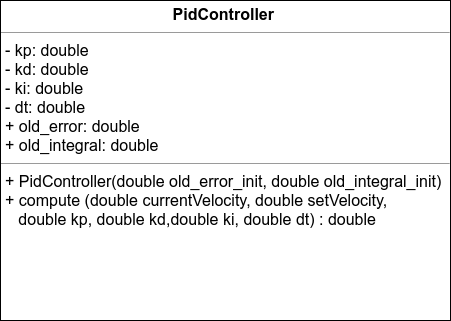 PidController
- kp: double
- kd: double
- ki: double
- dt: double
+ old_error: double
+ old_integral: double
+ PidController(double old_error_init, double old_integral_init)
+ compute (double currentVelocity, double setVelocity,
double kp, double kd,double ki, double dt) : double